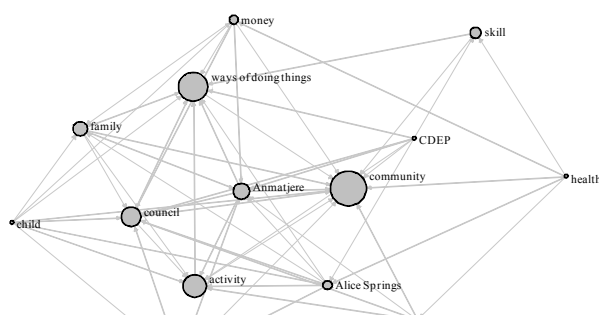 money
skill
ways of doing things
family
CDEP
community
health
Anmatjere
council
child
activity
Alice Springs